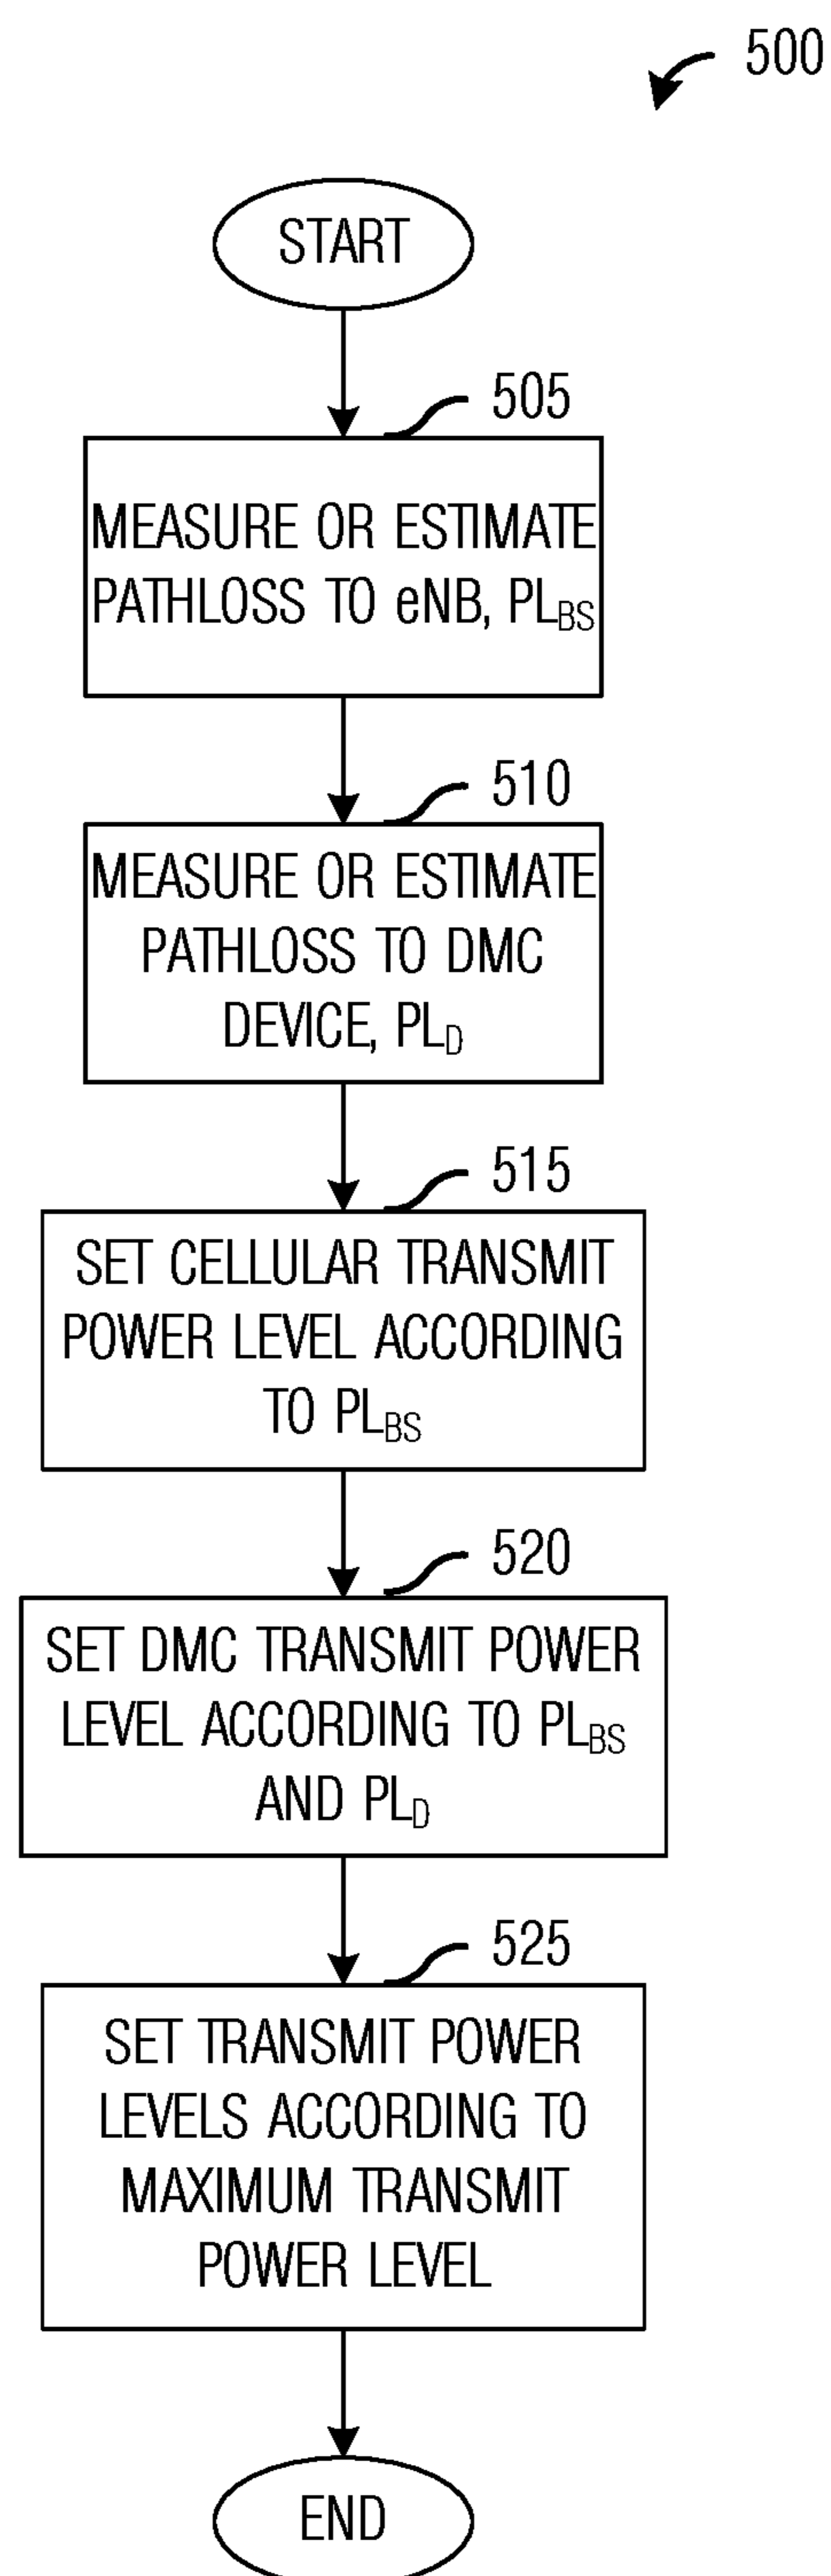 500
START
505
MEASURE OR ESTIMATE
PATHLOSS TO eNB, PLBS
510
MEASURE OR ESTIMATE
PATHLOSS TO DMC
DEVICE, PLD
515
SET CELLULAR TRANSMIT
POWER LEVEL ACCORDING
TO PLBS
520
SET DMC TRANSMIT POWER
LEVEL ACCORDING TO PLBS
AND PLD
525
SET TRANSMIT POWER
LEVELS ACCORDING TO
MAXIMUM TRANSMIT
POWER LEVEL
END